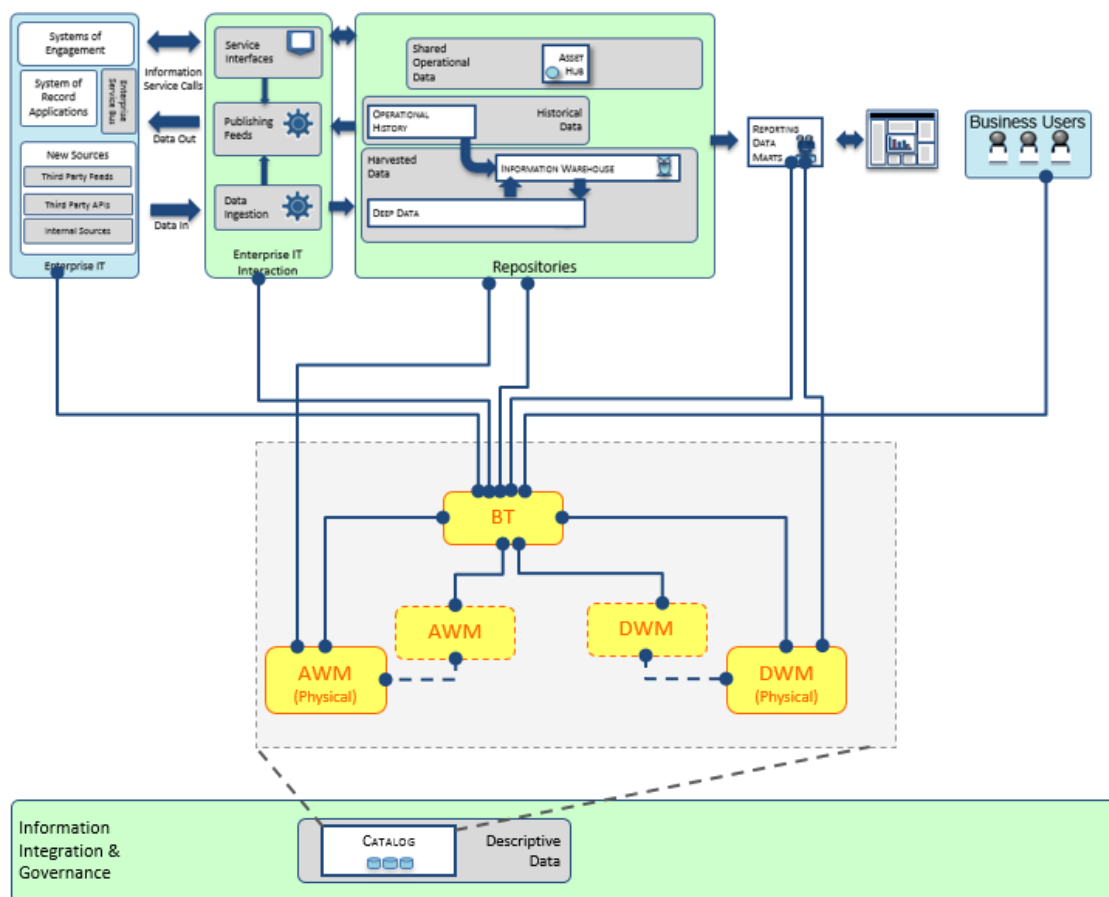 Systems of
Engagement
System of
Record
Applications
Enterprise
Service Bus
New Sources
Third Party Feeds
Third Party APIs
Internal Sources
Enterprise IT
Information
Service Calls
Data Out
Data In
Service
Interfaces
Publishing
Feeds
Data
Ingestion
Enterprise IT
Interaction
Shared
Operational
Data
ASSET
HUB
OPERATIONAL
HISTORY
Historical
Data
Harvested
Data
INFORMATION WAREHOUSE
DEEP DATA
Repositories
REPORTING
DATA
MARTS
Business Users
BT
AWM
DWM
AWM
(Physical)
DWM
(Physical)
Information
Integration &
Governance
CATALOG
Descriptive
Data